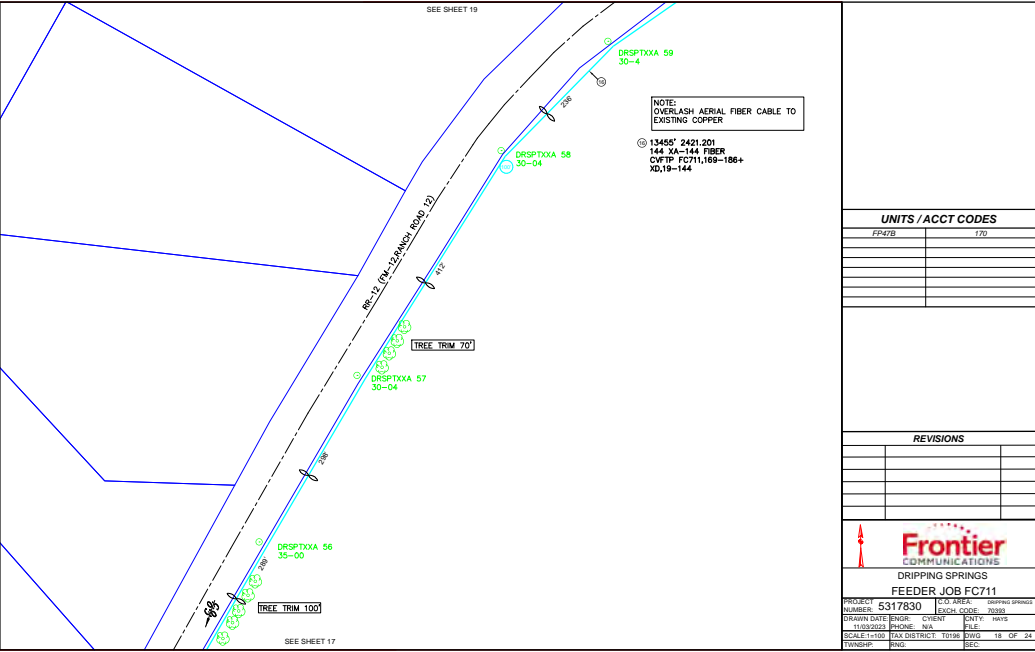 SEE SHEET 19
DRSPTXXA 59
30-4
16
236
NOTE:
OVERLASH AERIAL FIBER CABLE TO
EXISTING COPPER
16 13455' 2421.201
144 XA-144 FIBER
CVFTP FC711,169-186+
XD,19-144
DRSPTXXA 58
30-04
RR-12 (FM-12,RANCH ROAD 12)
412
TREE TRIM 70'
DRSPTXXA 57
30-04
298
DRSPTXXA 56
35-00
289
TREE TRIM 100'
SEE SHEET 17
UNITS / ACCT CODES
FP47B 170
REVISIONS
Frontier
COMMUNICATIONS
DRIPPING SPRINGS
FEEDER JOB FC711
PROJECT NUMBER: 5317830 C.O. AREA: DRIPPING SPRINGS
EXCH. CODE: 70393
DRAWN DATE: ENGR: CYIENT CNTY: HAYS
11/03/2023 PHONE: N/A FILE:
SCALE:1=100 TAX DISTRICT: T0196 DWG 18 OF 24
TWNSHP: RNG: SEC: